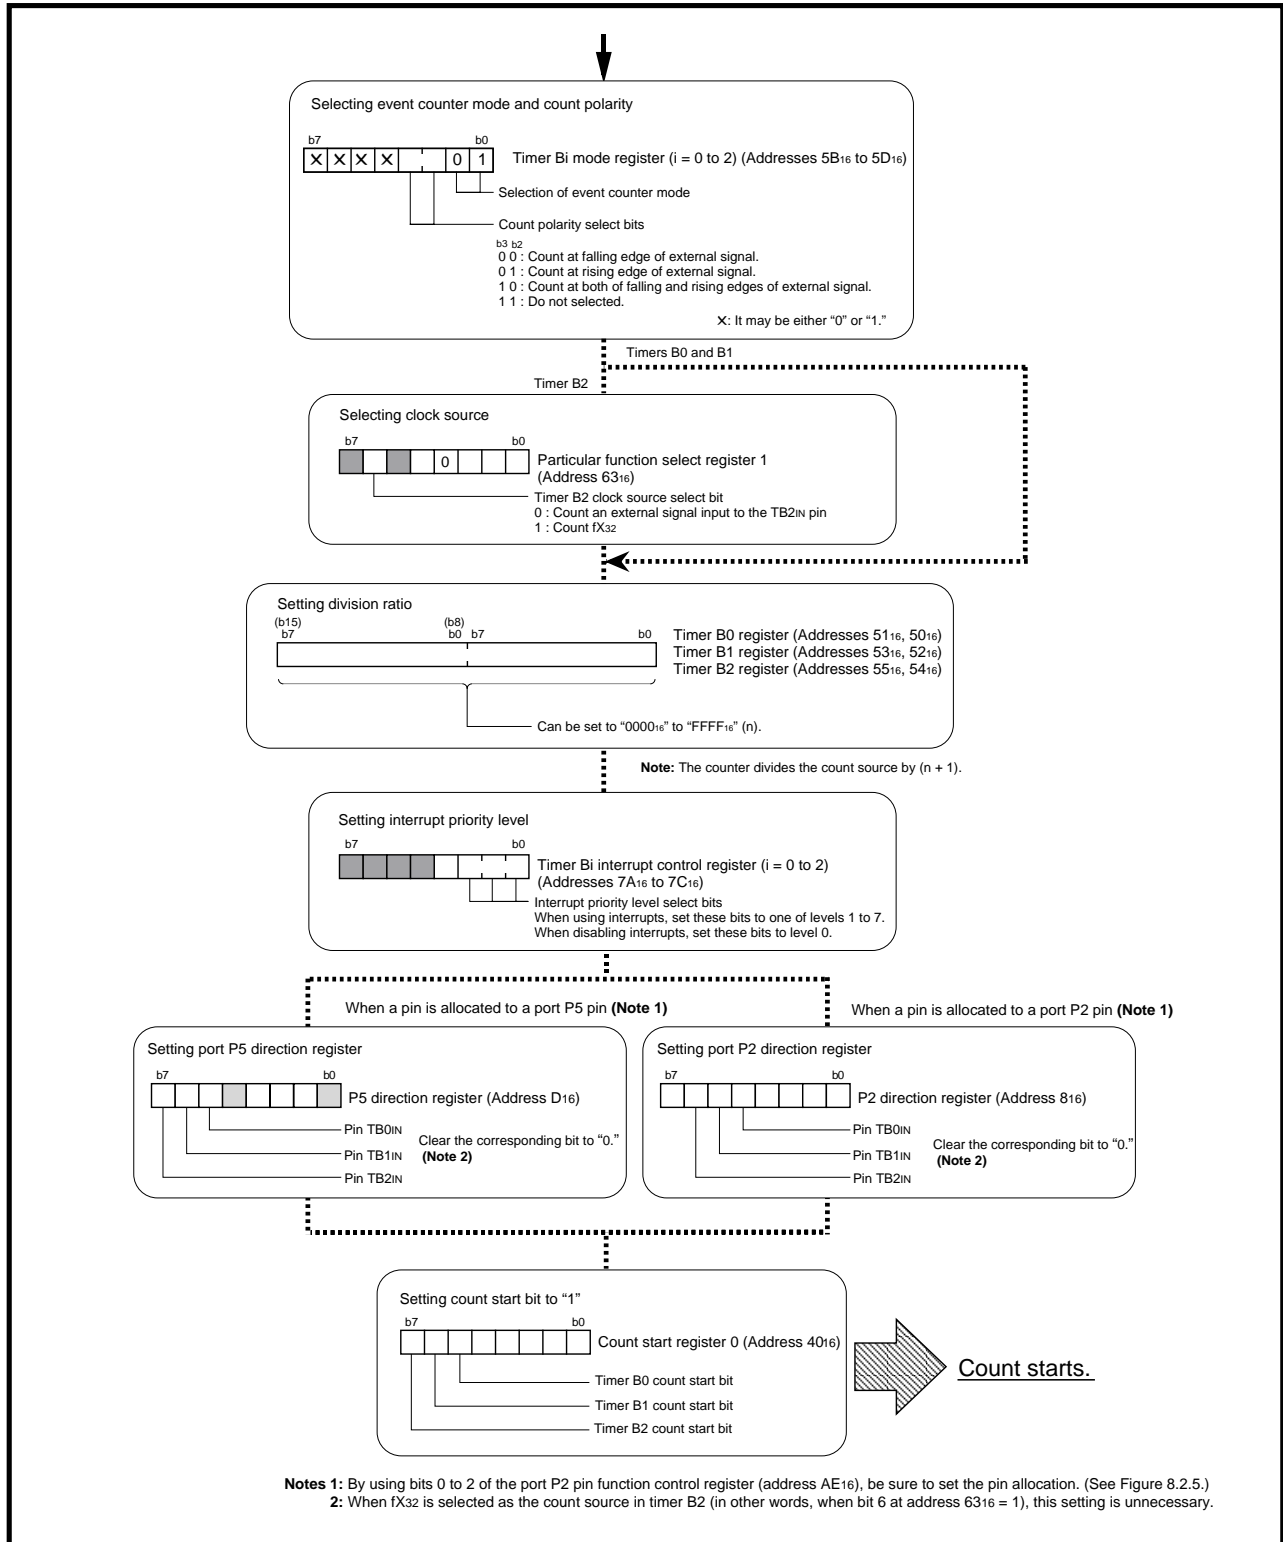 Selecting event counter mode and count polarity
b7 b0
✕ ✕ ✕ ✕ 0 1 Timer Bi mode register (i = 0 to 2) (Addresses 5B16 to 5D16)
Selection of event counter mode
Count polarity select bits
b3 b2
0 0 : Count at falling edge of external signal.
0 1 : Count at rising edge of external signal.
1 0 : Count at both of falling and rising edges of external signal.
1 1 : Do not selected.
✕: It may be either “0” or “1.”
Timers B0 and B1
Timer B2
Selecting clock source
b7 b0
0 Particular function select register 1
(Address 6316)
Timer B2 clock source select bit
0 : Count an external signal input to the TB2IN pin
1 : Count fX32
Setting division ratio
(b15) (b8)
b7 b0 b7 b0
Timer B0 register (Addresses 5116, 5016)
Timer B1 register (Addresses 5316, 5216)
Timer B2 register (Addresses 5516, 5416)
Can be set to “000016” to “FFFF16” (n).
Note: The counter divides the count source by (n + 1).
Setting interrupt priority level
b7 b0
Timer Bi interrupt control register (i = 0 to 2)
(Addresses 7A16 to 7C16)
Interrupt priority level select bits
When using interrupts, set these bits to one of levels 1 to 7.
When disabling interrupts, set these bits to level 0.
When a pin is allocated to a port P5 pin (Note 1)
Setting port P5 direction register
b7 b0
P5 direction register (Address D16)
Pin TB0IN
Pin TB1IN
Pin TB2IN
Clear the corresponding bit to “0.”
(Note 2)
When a pin is allocated to a port P2 pin (Note 1)
Setting port P2 direction register
b7 b0
P2 direction register (Address 816)
Pin TB0IN
Pin TB1IN
Pin TB2IN
Clear the corresponding bit to “0.”
(Note 2)
Setting count start bit to “1”
b7 b0
Count start register 0 (Address 4016)
Timer B0 count start bit
Timer B1 count start bit
Timer B2 count start bit
Count starts.
Notes 1: By using bits 0 to 2 of the port P2 pin function control register (address AE16), be sure to set the pin allocation. (See Figure 8.2.5.)
2: When fX32 is selected as the count source in timer B2 (in other words, when bit 6 at address 6316 = 1), this setting is unnecessary.